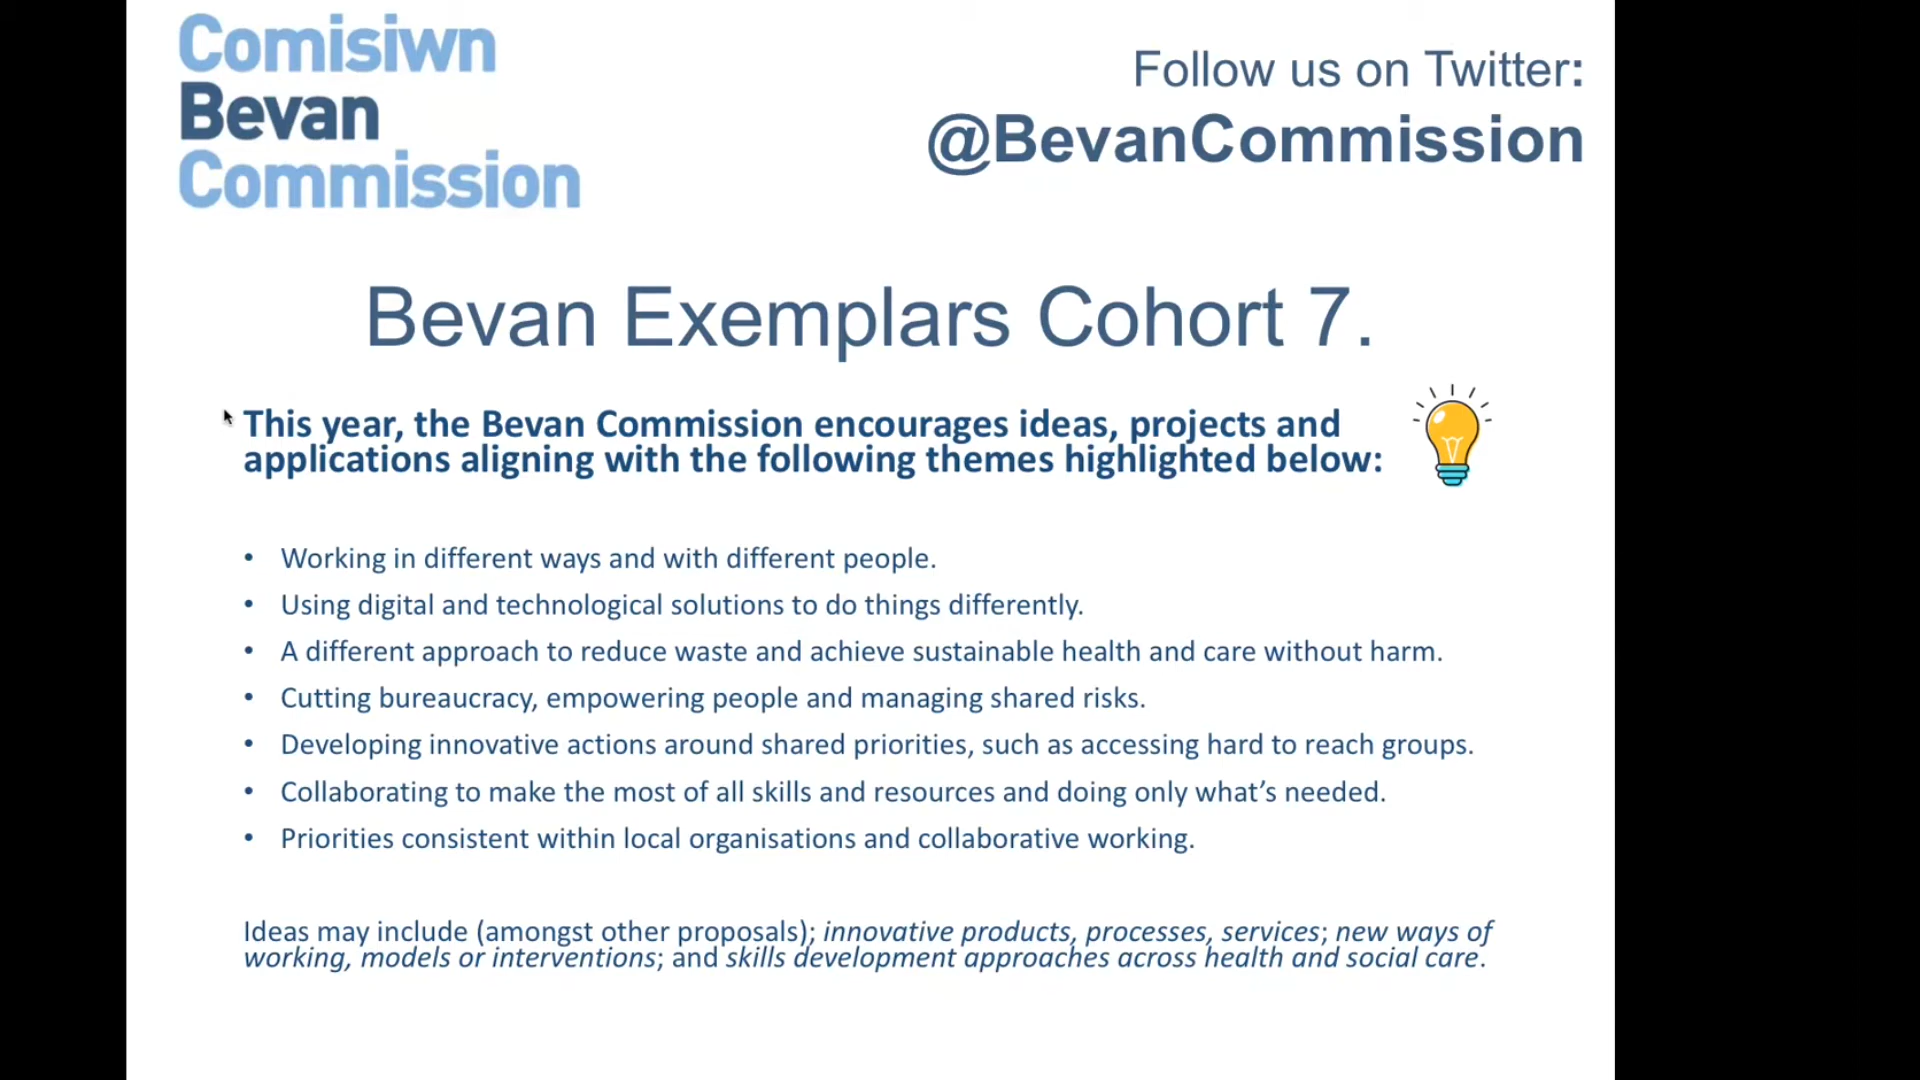 Comisiwn
Bevan
Commission
Follow us on Twitter:
@BevanCommission
Bevan Exemplars Cohort 7.
This year, the Bevan Commission encourages ideas, projects and
applications aligning with the following themes highlighted below:
• Working in different ways and with different people.
• Using digital and technological solutions to do things differently.
• A different approach to reduce waste and achieve sustainable health and care without harm.
• Cutting bureaucracy, empowering people and managing shared risks.
• Developing innovative actions around shared priorities, such as accessing hard to reach groups.
• Collaborating to make the most of all skills and resources and doing only what’s needed.
• Priorities consistent within local organisations and collaborative working.
Ideas may include (amongst other proposals); innovative products, processes, services; new ways of
working, models or interventions; and skills development approaches across health and social care.